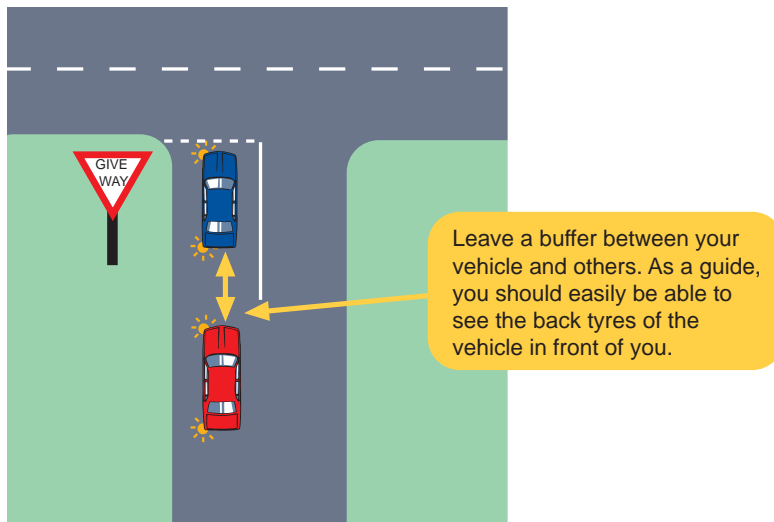 GIVE
WAY
Leave a buffer between your
vehicle and others. As a guide,
you should easily be able to
see the back tyres of the
vehicle in front of you.